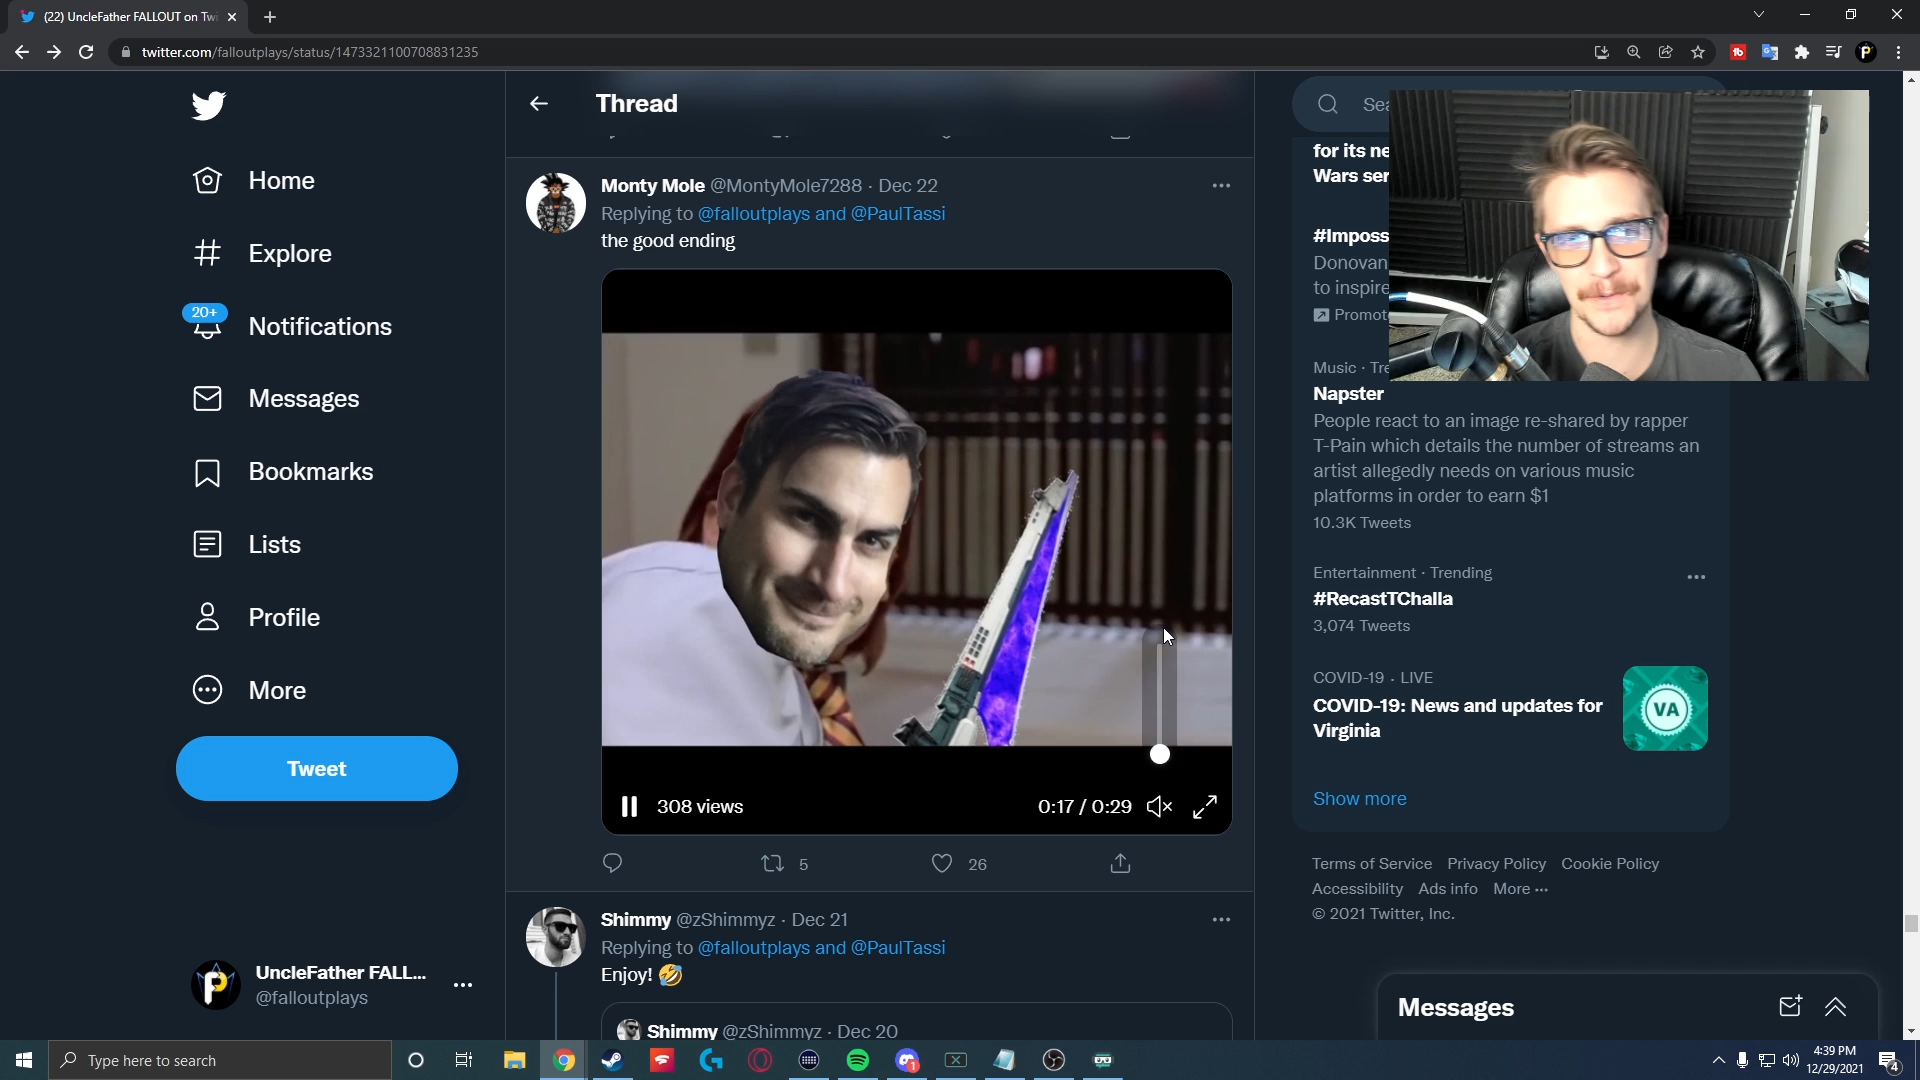 (22) UncleFather FALLOUT on Twi
twitter.com/falloutplays/status/1473321100708831235
Home
Explore
20+
Notifications
Messages
Bookmarks
Lists
Profile
More
Tweet
UncleFather FALL...
@falloutplays
Thread
Monty Mole @MontyMole7288 · Dec 22
Replying to @falloutplays and @PaulTassi
the good ending
308 views
0:17 / 0:29
5
26
Shimmy @zShimmyz · Dec 21
Replying to @falloutplays and @PaulTassi
Enjoy! 🤣
Shimmy @zShimmyz · Dec 20
Sea
for its ne
Wars ser
#Imposs
Donovan
to inspire
Promot
Music · Tre
Napster
People react to an image re-shared by rapper
T-Pain which details the number of streams an
artist allegedly needs on various music
platforms in order to earn $1
10.3K Tweets
Entertainment · Trending
#RecastTChalla
3,074 Tweets
COVID-19 · LIVE
COVID-19: News and updates for
Virginia
VA
Show more
Terms of Service Privacy Policy Cookie Policy
Accessibility Ads info More ···
© 2021 Twitter, Inc.
Messages
Type here to search
4:39 PM
12/29/2021
4